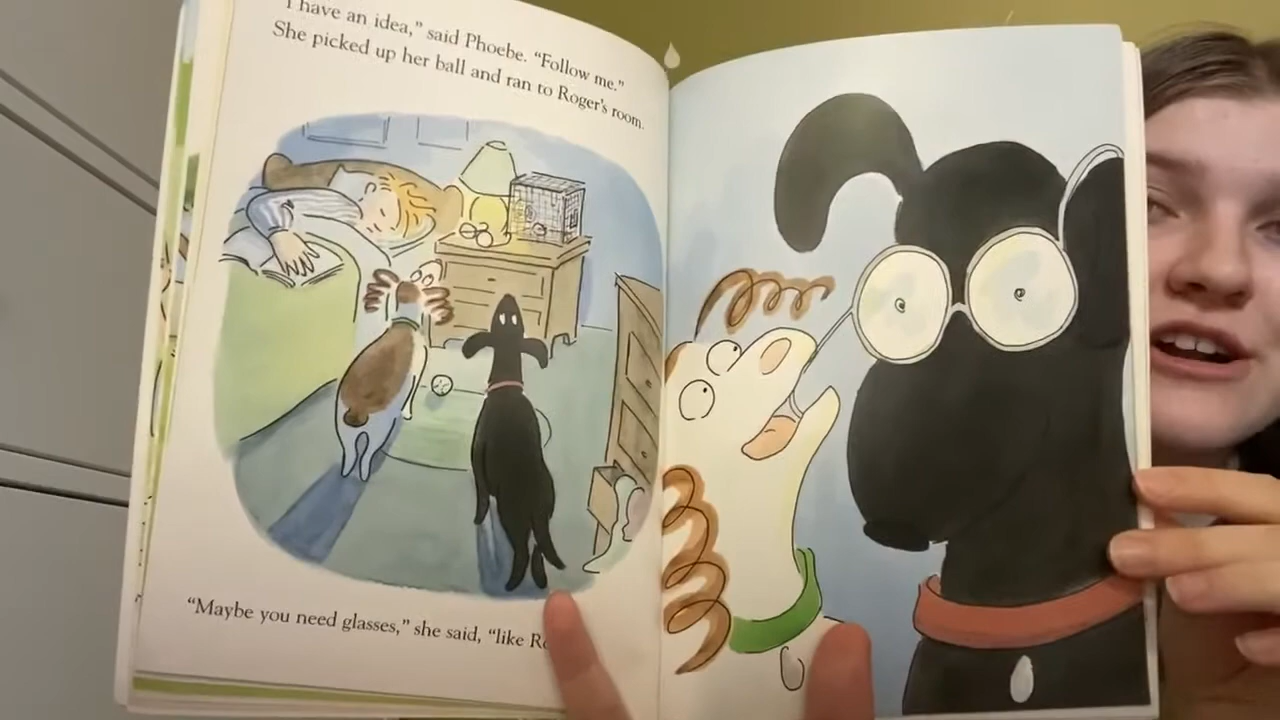 I have an idea,” said Phoebe. “Follow me.”
She picked up her ball and ran to Roger's room.
“Maybe you need glasses,” she said, “like